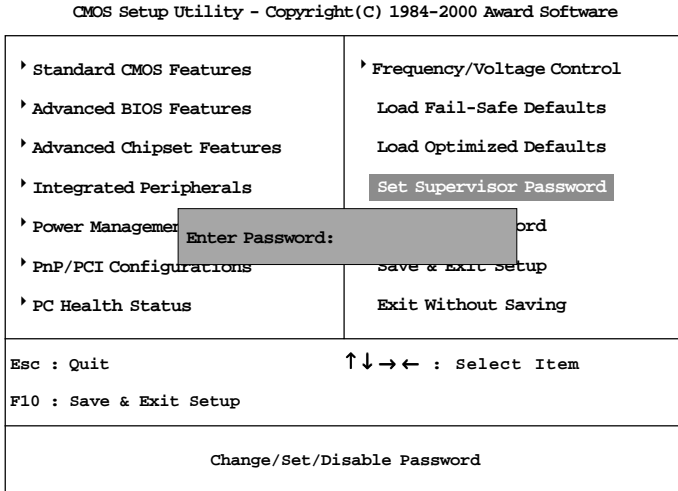 CMOS Setup Utility - Copyright(C) 1984-2000 Award Software
Standard CMOS Features
Advanced BIOS Features
Advanced Chipset Features
Integrated Peripherals
Power Managemen
PnP/PCI Configurations
PC Health Status
Frequency/Voltage Control
Load Fail-Safe Defaults
Load Optimized Defaults
Set Supervisor Password
ord
Save & Exit Setup
Exit Without Saving
Enter Password:
Esc : Quit
↑↓→← : Select Item
F10 : Save & Exit Setup
Change/Set/Disable Password